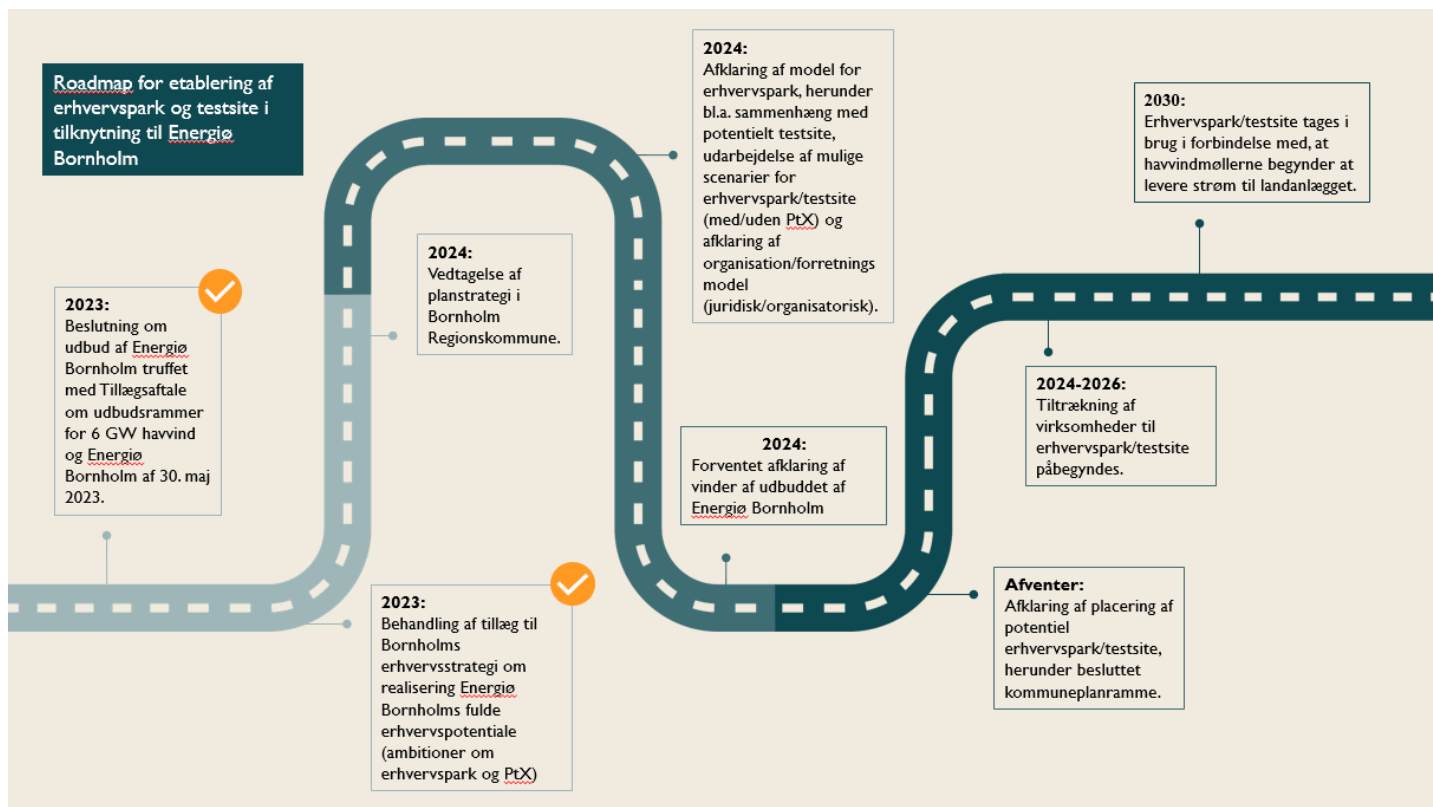 Roadmap for etablering af
erhvervspark og testsite i
tilknytning til Energiø
Bornholm
2023:
Beslutning om
udbud af Energiø
Bornholm truffet
med Tillægsaftale
om udbudsrammer
for 6 GW havvind
og Energiø
Bornholm af 30. maj
2023.
2023:
Behandling af tillæg til
Bornholms
erhvervsstrategi om
realisering Energiø
Bornholms fulde
erhvervspotentiale
(ambitioner om
erhvervspark og PtX)
2024:
Vedtagelse af
planstrategi i
Bornholm
Regionskommune.
2024:
Afklaring af model for
erhvervspark, herunder
bl.a. sammenhæng med
potentielt testsite,
udarbejdelse af mulige
scenarier for
erhvervspark/testsite
(med/uden PtX) og
afklaring af
organisation/forretnings
model
(juridisk/organisatorisk).
2024:
Forventet afklaring af
vinder af udbuddet af
Energiø Bornholm
Afventer:
Afklaring af placering af
potentiel
erhvervspark/testsite,
herunder besluttet
kommuneplanramme.
2024-2026:
Tiltrækning af
virksomheder til
erhvervspark/testsite
påbegyndes.
2030:
Erhvervspark/testsite tages i
brug i forbindelse med, at
havvindmøllerne begynder at
levere strøm til landanlægget.